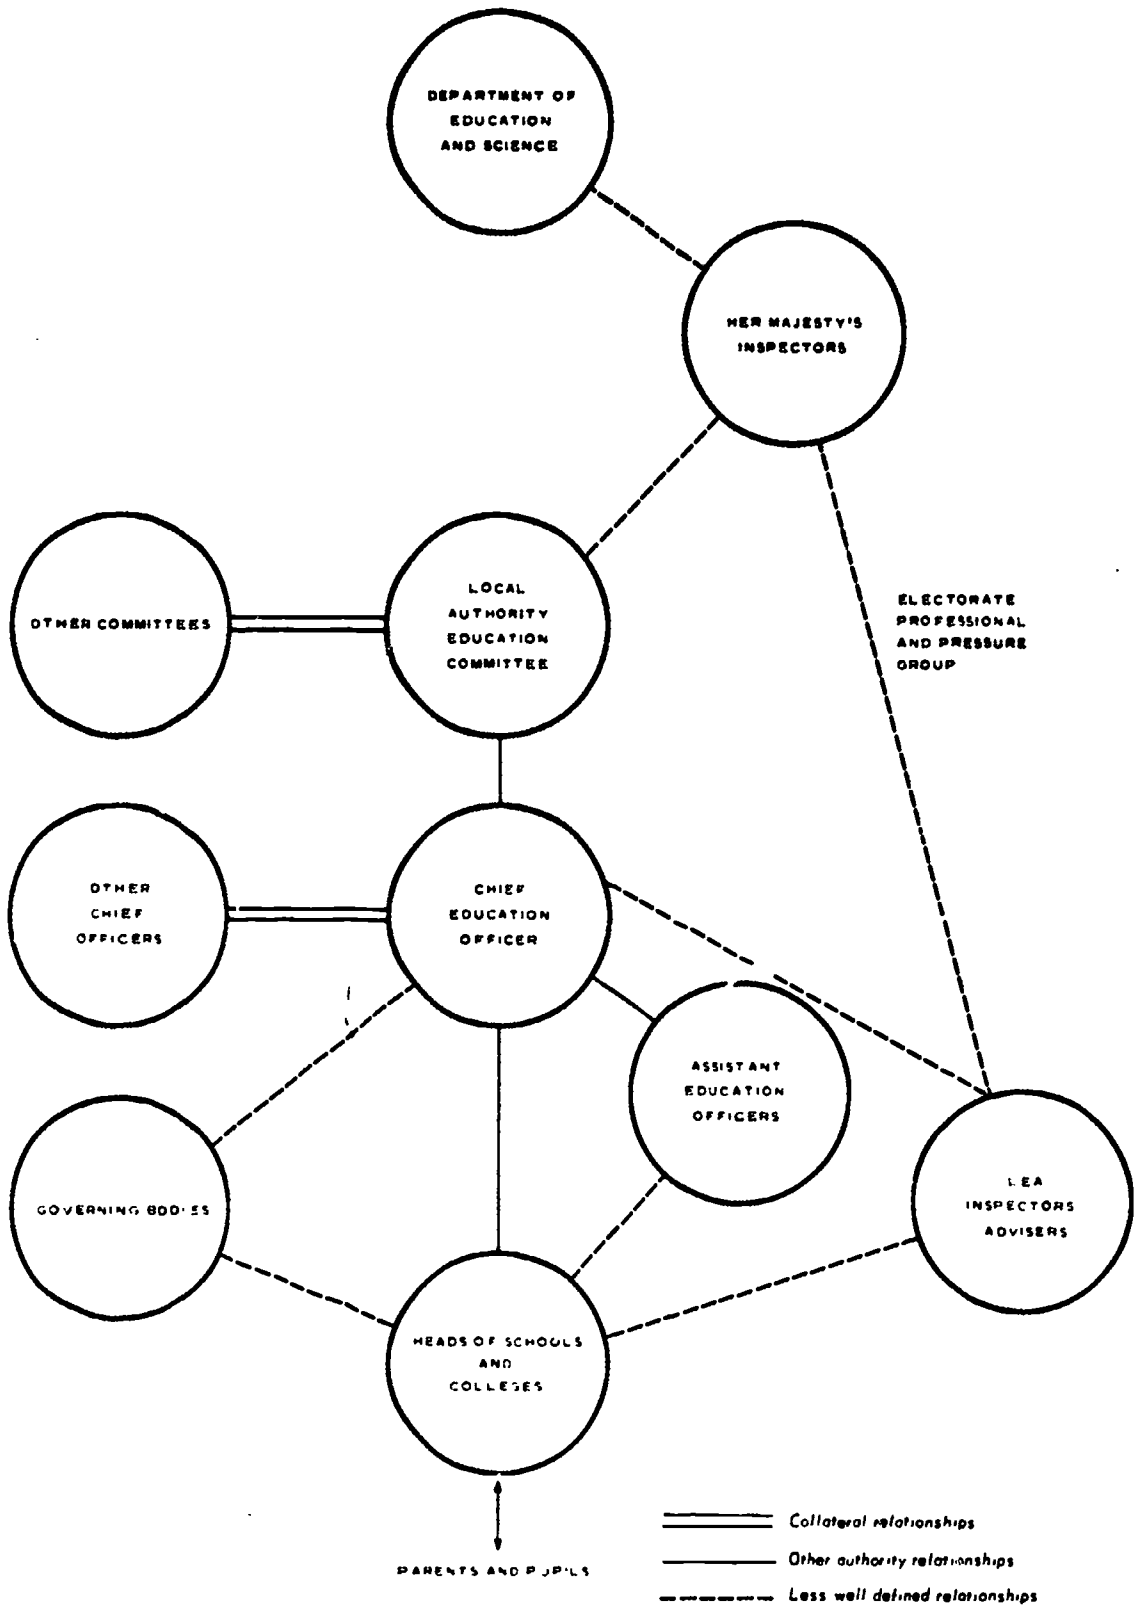 DEPARTMENT OF
EDUCATION
AND SCIENCE
HER MAJESTY'S
INSPECTORS
OTHER COMMITTEES
LOCAL
AUTHORITY
EDUCATION
COMMITTEE
ELECTORATE
PROFESSIONAL
AND PRESSURE
GROUP
OTHER
CHIEF
OFFICERS
CHIEF
EDUCATION
OFFICER
ASSISTANT
EDUCATION
OFFICERS
GOVERNING BODIES
LEA
INSPECTORS
ADVISERS
HEADS OF SCHOOLS
AND
COLLEGES
PARENTS AND PUPILS
Collateral relationships
Other authority relationships
Less well defined relationships